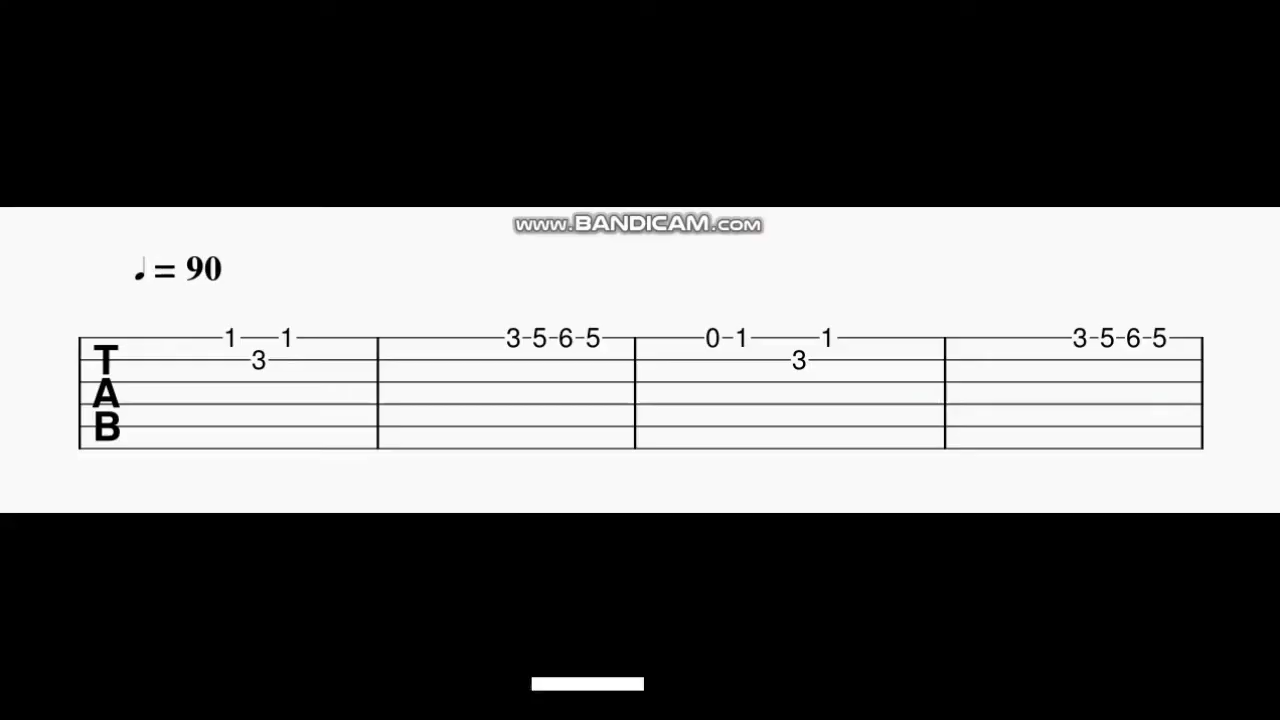 www.BANDICAM.com
♩ = 90
1 1 3-5-6-5 0-1 1 3-5-6-5
T 3 3
A
B